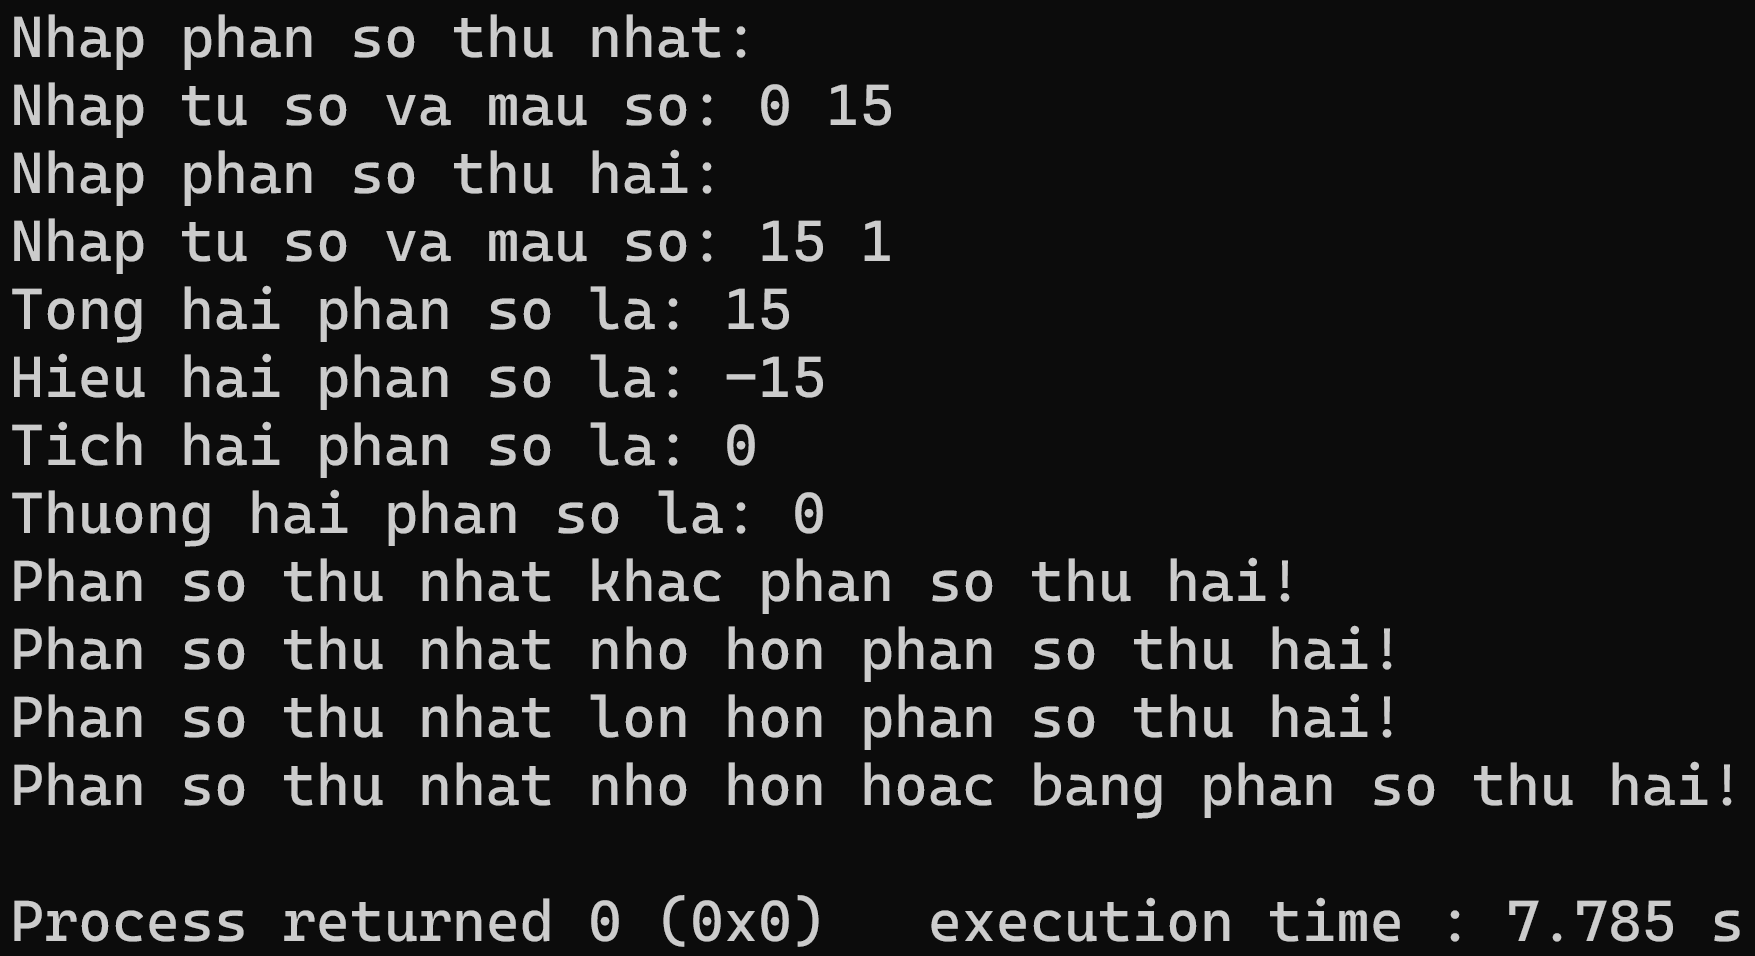 Nhap phan so thu nhat:
Nhap tu so va mau so: 0 15
Nhap phan so thu hai:
Nhap tu so va mau so: 15 1
Tong hai phan so la: 15
Hieu hai phan so la: -15
Tich hai phan so la: 0
Thuong hai phan so la: 0
Phan so thu nhat khac phan so thu hai!
Phan so thu nhat nho hon phan so thu hai!
Phan so thu nhat lon hon phan so thu hai!
Phan so thu nhat nho hon hoac bang phan so thu hai!
Process returned 0 (0x0)   execution time : 7.785 s